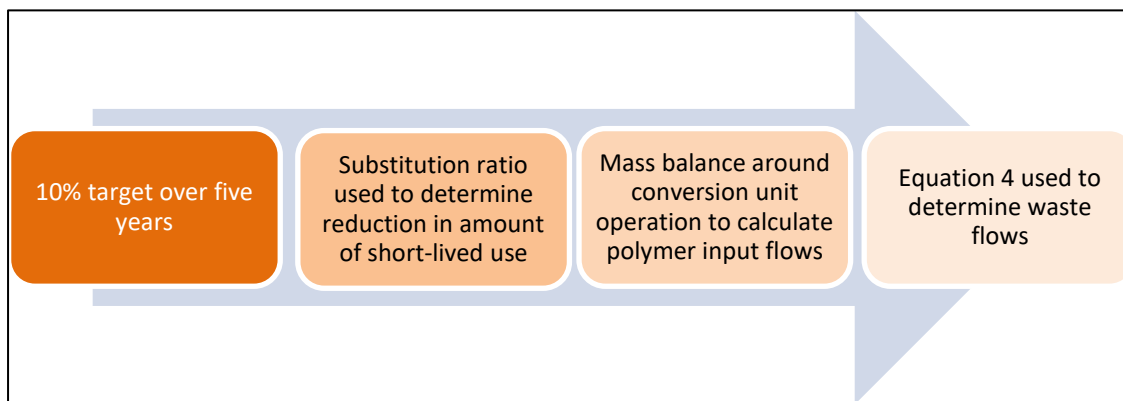 10% target over five
years
Substitution ratio
used to determine
reduction in amount
of short-lived use
Mass balance around
conversion unit
operation to calculate
polymer input flows
Equation 4 used to
determine waste
flows